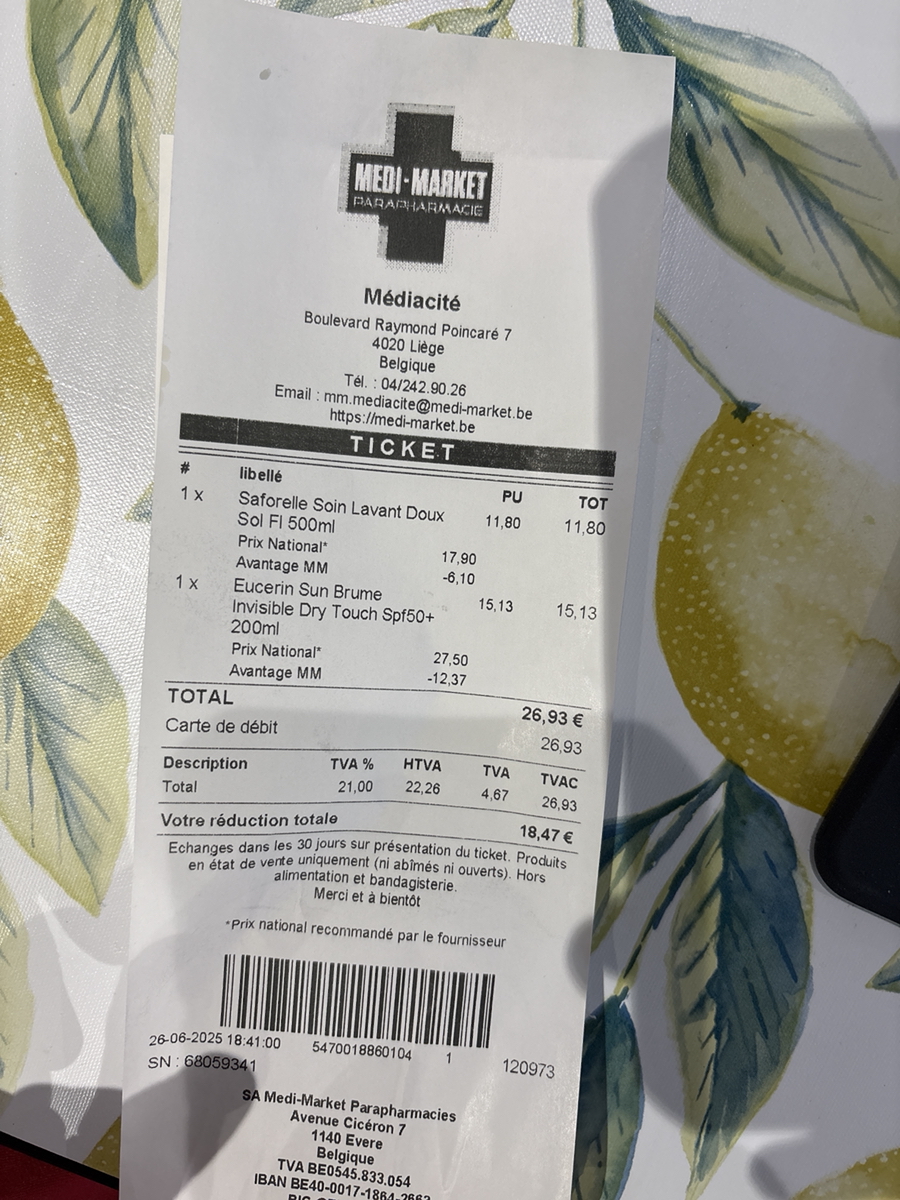 MEDI-MARKET
PARAPHARMACIE
Médiacité
Boulevard Raymond Poincaré 7
4020 Liège
Belgique
Tél. : 04/242.90.26
Email : mm.mediacite@medi-market.be
https://medi-market.be
TICKET
# libellé PU TOT
1 x Saforelle Soin Lavant Doux 11,80 11,80
Sol Fl 500ml
Prix National* 17,90
Avantage MM -6,10
1 x Eucerin Sun Brume 15,13 15,13
Invisible Dry Touch Spf50+
200ml
Prix National* 27,50
Avantage MM -12,37
TOTAL 26,93 €
Carte de débit 26,93
Description TVA % HTVA TVA TVAC
Total 21,00 22,26 4,67 26,93
Votre réduction totale 18,47 €
Echanges dans les 30 jours sur présentation du ticket. Produits
en état de vente uniquement (ni abîmés ni ouverts). Hors
alimentation et bandagisterie.
Merci et à bientôt
*Prix national recommandé par le fournisseur
26-06-2025 18:41:00 5470018860104 1 120973
SN : 68059341
SA Medi-Market Parapharmacies
Avenue Cicéron 7
1140 Evere
Belgique
TVA BE0545.833.054
IBAN BE40-0017-1864-2663